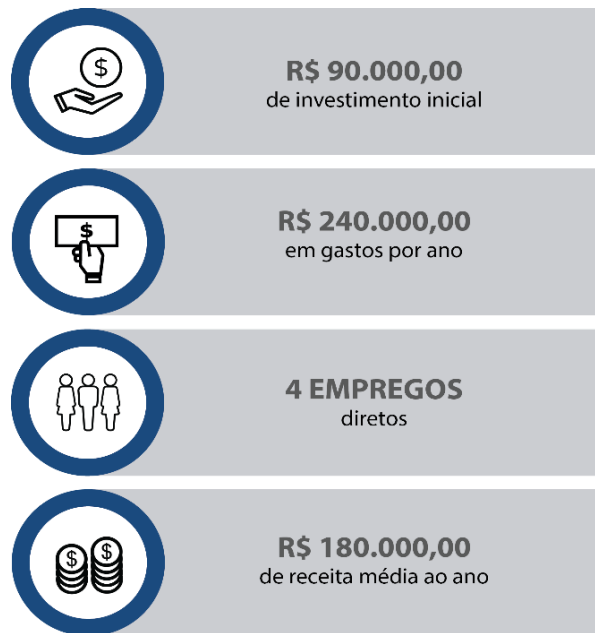 $
R$ 90.000,00
de investimento inicial
$
R$ 240.000,00
em gastos por ano
4 EMPREGOS
diretos
$ $
R$ 180.000,00
de receita média ao ano